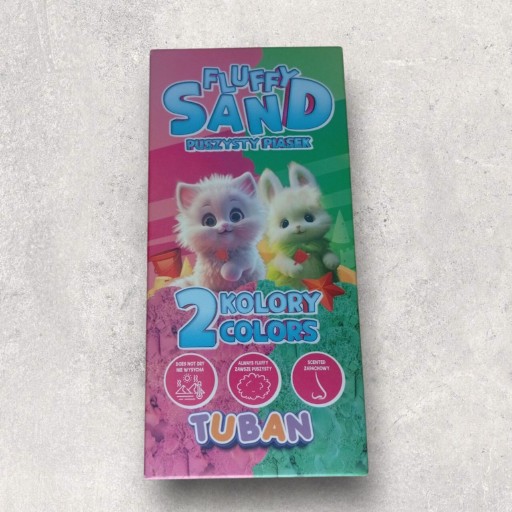 FLUFFY
SAND
PUSZYSTY PIASEK
2 KOLORY
COLORS
DOES NOT DRY
NIE WYSYCHA
ALWAYS FLUFFY
ZAWSZE PUSZYSTY
SCENTED
ZAPACHOWY
TUBAN